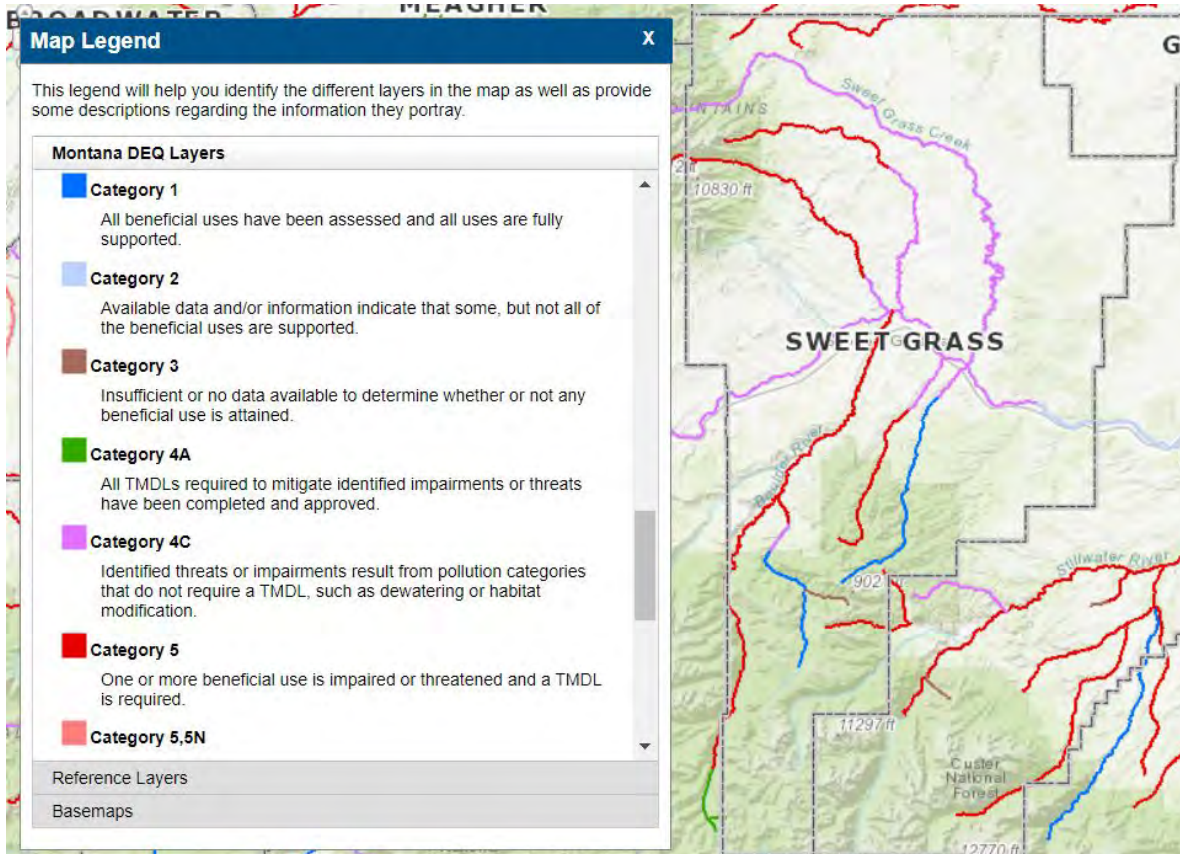 MEAGHER
Map Legend
X
This legend will help you identify the different layers in the map as well as provide
some descriptions regarding the information they portray.
Montana DEQ Layers
Category 1
All beneficial uses have been assessed and all uses are fully
supported.
Category 2
Available data and/or information indicate that some, but not all of
the beneficial uses are supported.
Category 3
Insufficient or no data available to determine whether or not any
beneficial use is attained.
Category 4A
All TMDLs required to mitigate identified impairments or threats
have been completed and approved.
Category 4C
Identified threats or impairments result from pollution categories
that do not require a TMDL, such as dewatering or habitat
modification.
Category 5
One or more beneficial use is impaired or threatened and a TMDL
is required.
Category 5,5N
Reference Layers
Basemaps
G
Sweet Grass Creek
10830 ft
SWEET GRASS
Boulder River
Stillwater River
11297 ft
Custer
National
Forest
12770 ft